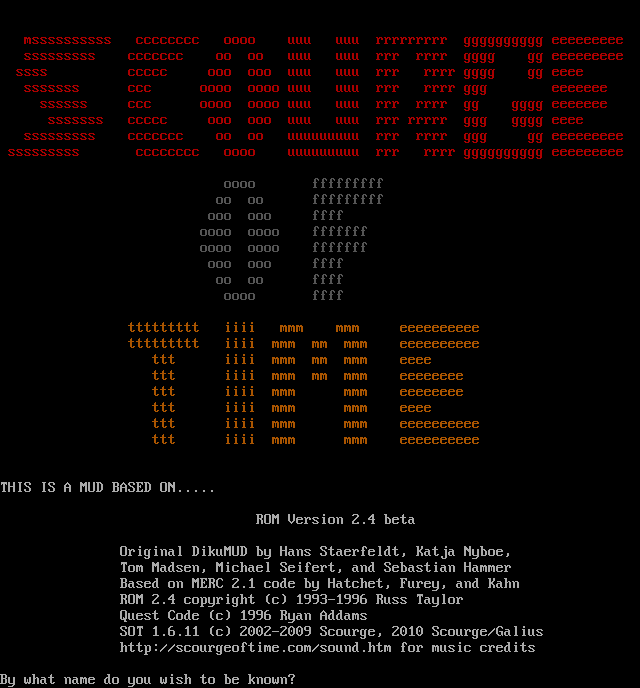 mssssssssss cccccccc oooo uuu uuu rrrrrrrrr gggggggggg eeeeeeeee
sssssssss ccccccc oo oo uuu uuu rrr rrrr gggg gg eeeeeeeee
ssss ccccc ooo ooo uuu uuu rrr rrrr gggg gg eeee
sssssss ccc oooo oooo uuu uuu rrr rrrr ggg eeeeeee
ssssss ccc oooo oooo uuu uuu rrr rrrr gg gggg eeeeeee
sssssss ccccc ooo ooo uuu uuu rrr rrrrr ggg gggg eeee
sssssssss ccccccc oo oo uuuuuuuuu rrr rrrr ggg gg eeeeeeeee
sssssssss cccccccc oooo uuuuuuuuu rrr rrrr gggggggggg eeeeeeeee
oooo fffffffff
oo oo fffffffff
ooo ooo ffff
oooo oooo fffffff
oooo oooo fffffff
ooo ooo ffff
oo oo ffff
oooo ffff
ttttttttt iiii mmm mmm eeeeeeeeee
ttttttttt iiii mmm mm mmm eeeeeeeeee
ttt iiii mmm mm mmm eeee
ttt iiii mmm mm mmm eeeeeeee
ttt iiii mmm mmm eeeeeeee
ttt iiii mmm mmm eeee
ttt iiii mmm mmm eeeeeeeeee
ttt iiii mmm mmm eeeeeeeeee
THIS IS A MUD BASED ON.....
ROM Version 2.4 beta
Original DikuMUD by Hans Staerfeldt, Katja Nyboe,
Tom Madsen, Michael Seifert, and Sebastian Hammer
Based on MERC 2.1 code by Hatchet, Furey, and Kahn
ROM 2.4 copyright (c) 1993-1996 Russ Taylor
Quest Code (c) 1996 Ryan Addams
SOT 1.6.11 (c) 2002-2009 Scourge, 2010 Scourge/Galius
http://scourgeoftime.com/sound.htm for music credits
By what name do you wish to be known?